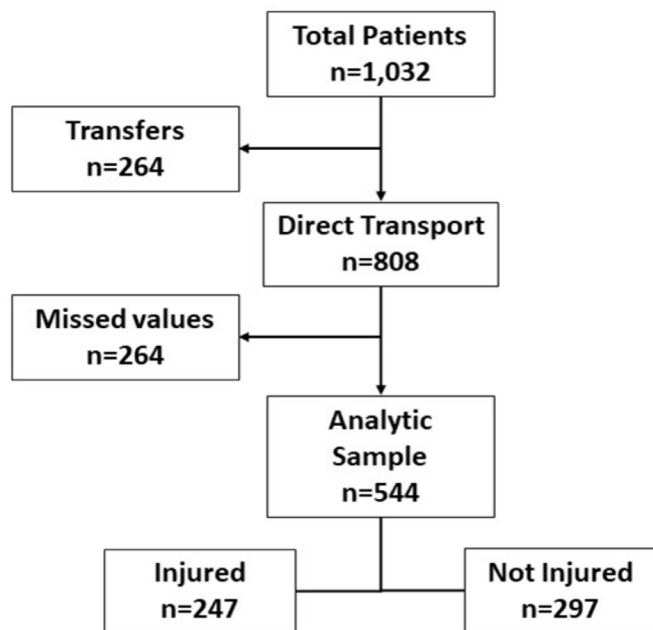 Total Patients
n=1,032
Transfers
n=264
Direct Transport
n=808
Missed values
n=264
Analytic
Sample
n=544
Injured
n=247
Not Injured
n=297